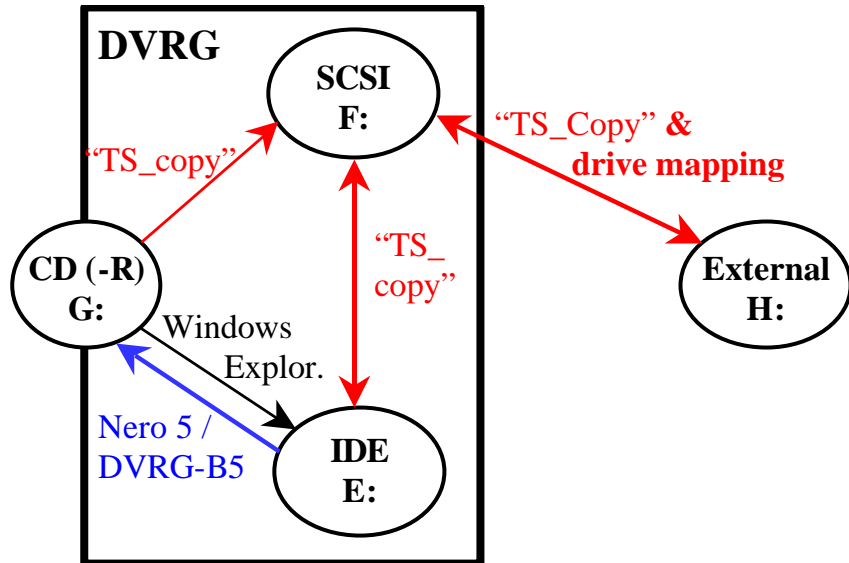 DVRG
SCSI
F:
“TS_Copy” &
drive mapping
“TS_copy”
“TS_
copy”
CD (-R)
G:
External
H:
Windows
Explor.
Nero 5 /
DVRG-B5
IDE
E: